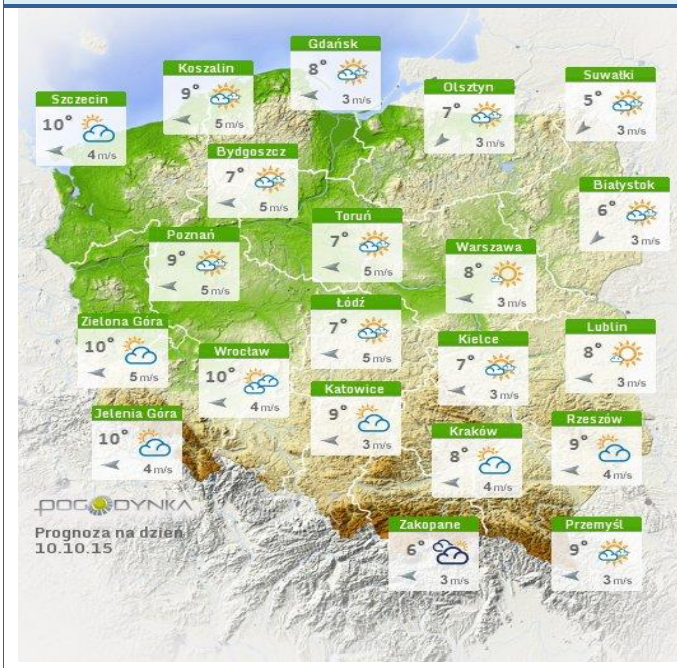 Gdańsk
8°
3 m/s
Koszalin
9°
5 m/s
Suwałki
5°
3 m/s
Olsztyn
7°
3 m/s
Szczecin
10°
4 m/s
Bydgoszcz
7°
5 m/s
Białystok
6°
3 m/s
Toruń
7°
5 m/s
Poznań
9°
5 m/s
Warszawa
8°
3 m/s
Łódź
7°
5 m/s
Zielona Góra
10°
5 m/s
Lublin
8°
3 m/s
Kielce
7°
3 m/s
Wrocław
10°
4 m/s
Katowice
9°
3 m/s
Jelenia Góra
10°
4 m/s
Rzeszów
9°
4 m/s
Kraków
8°
4 m/s
POGODYNKA
Prognoza na dzień
10.10.15
Zakopane
6°
3 m/s
Przemyśl
9°
3 m/s